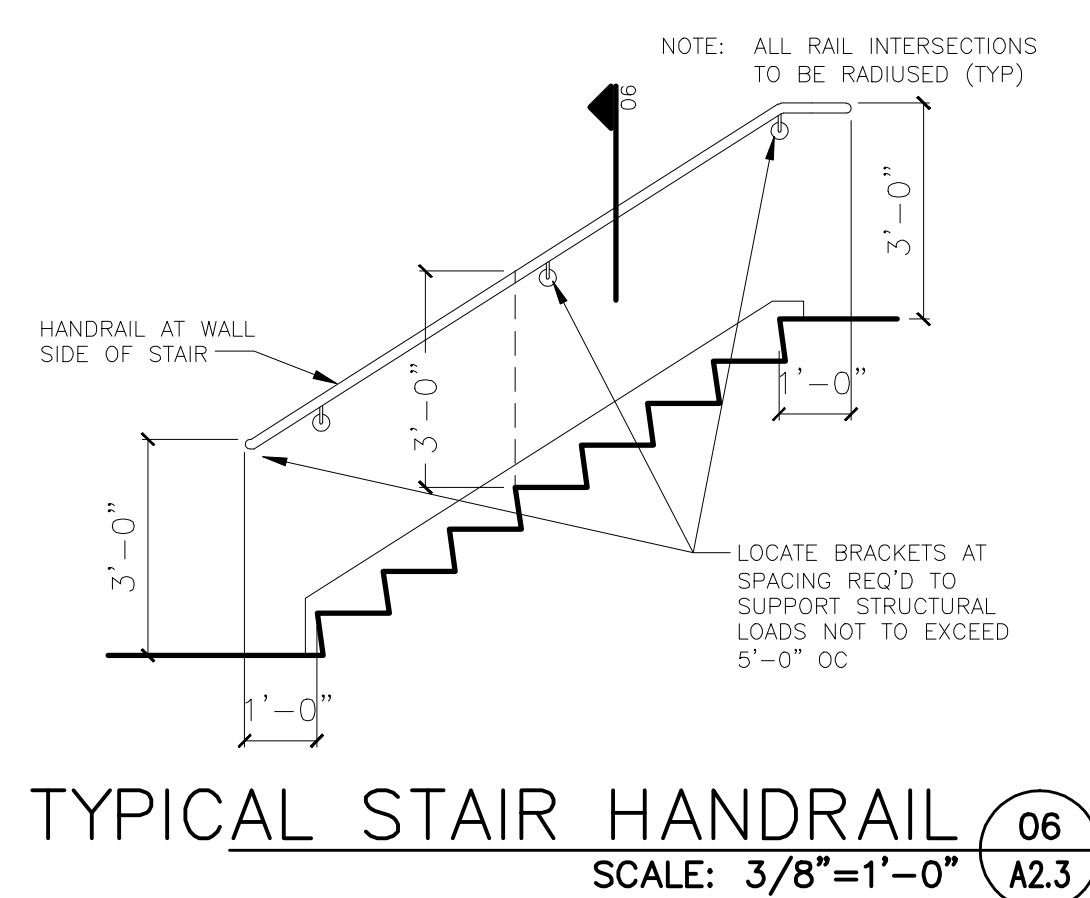 NOTE: ALL RAIL INTERSECTIONS
TO BE RADIUSED (TYP)
06
3'-0"
HANDRAIL AT WALL
SIDE OF STAIR
3'-0"
1'-0"
3'-0"
LOCATE BRACKETS AT
SPACING REQ'D TO
SUPPORT STRUCTURAL
LOADS NOT TO EXCEED
5'-0" OC
1'-0"
TYPICAL STAIR HANDRAIL
SCALE: 3/8"=1'-0"
06
A2.3